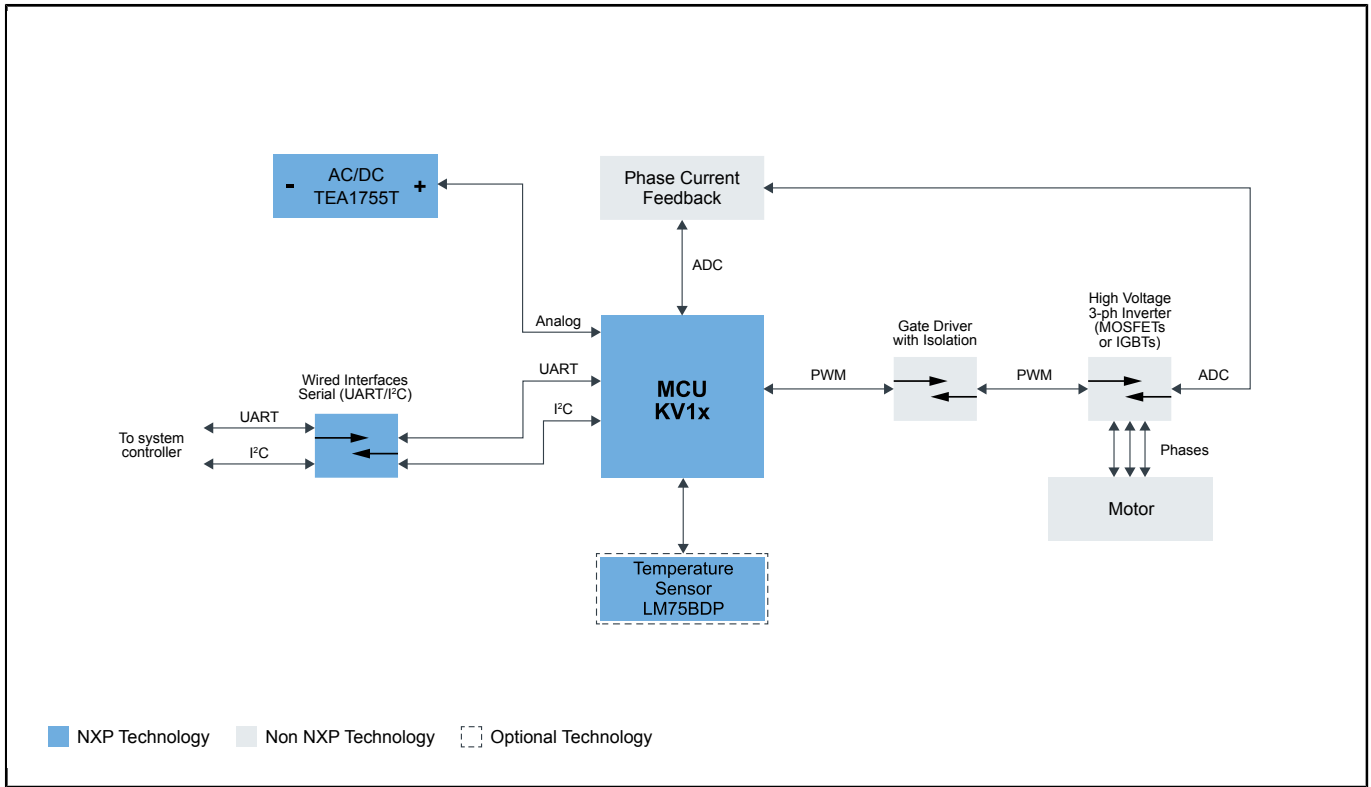 AC/DC
- +
TEA1755T
Phase Current
Feedback
ADC
High Voltage
3-ph Inverter
(MOSFETs
or IGBTs)
Gate Driver
with Isolation
Analog
UART
Wired Interfaces
Serial (UART/I²C)
MCU
KV1x
PWM
PWM
ADC
I²C
UART
To system
controller
I²C
Phases
Motor
Temperature
Sensor
LM75BDP
NXP Technology
Non NXP Technology
Optional Technology